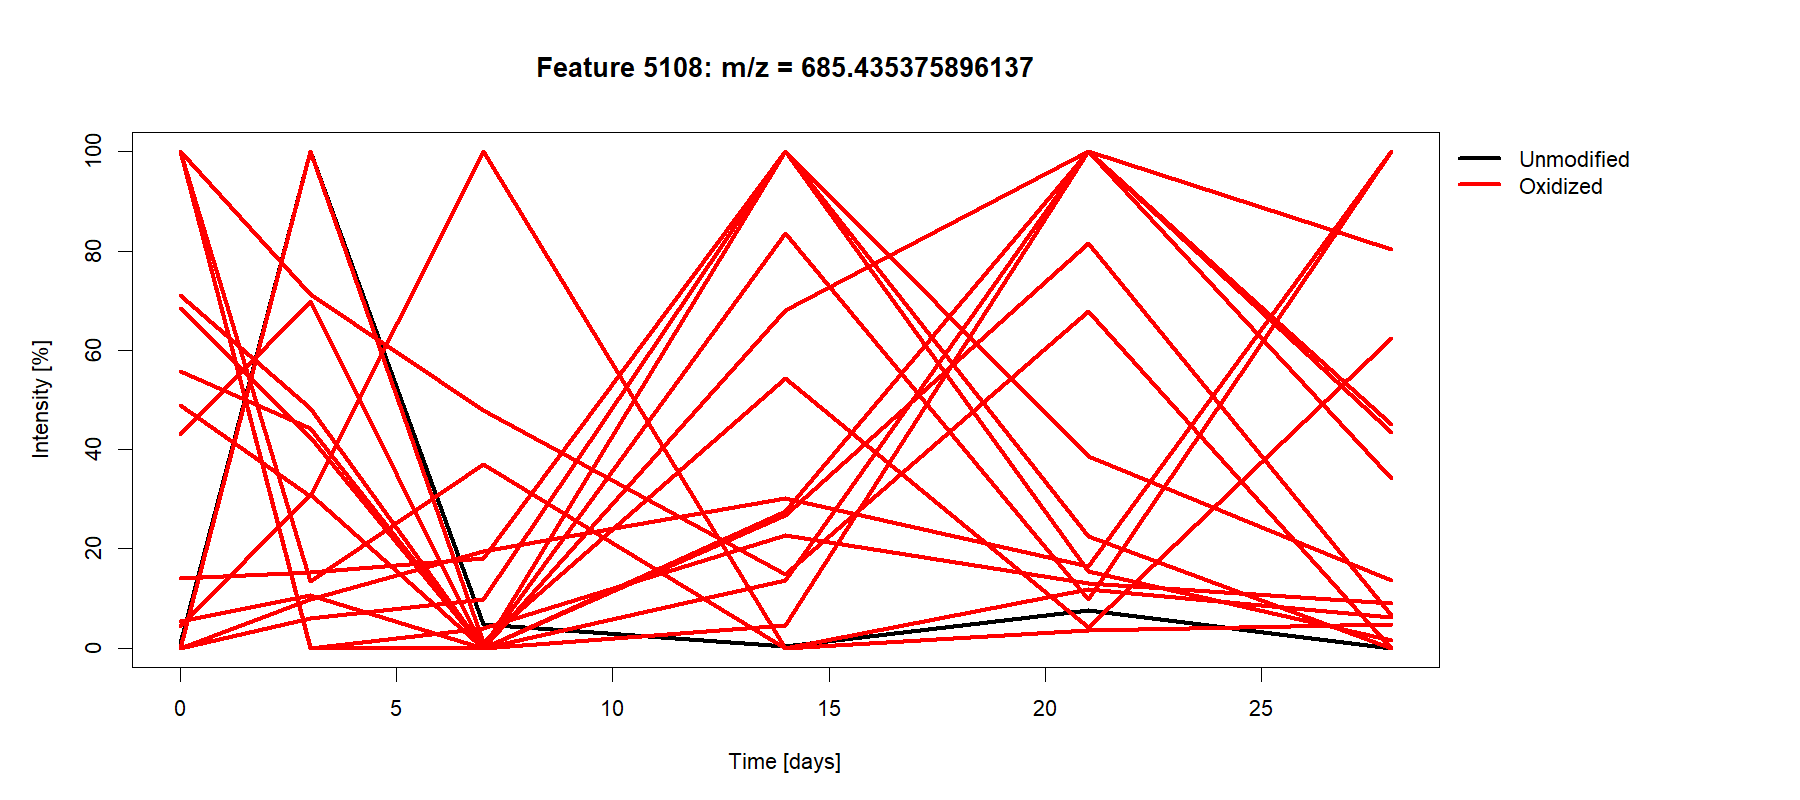 Feature 5108: m/z = 685.435375896137
Unmodified
Oxidized
Intensity [%]
100
80
60
40
20
0
0 5 10 15 20 25
Time [days]